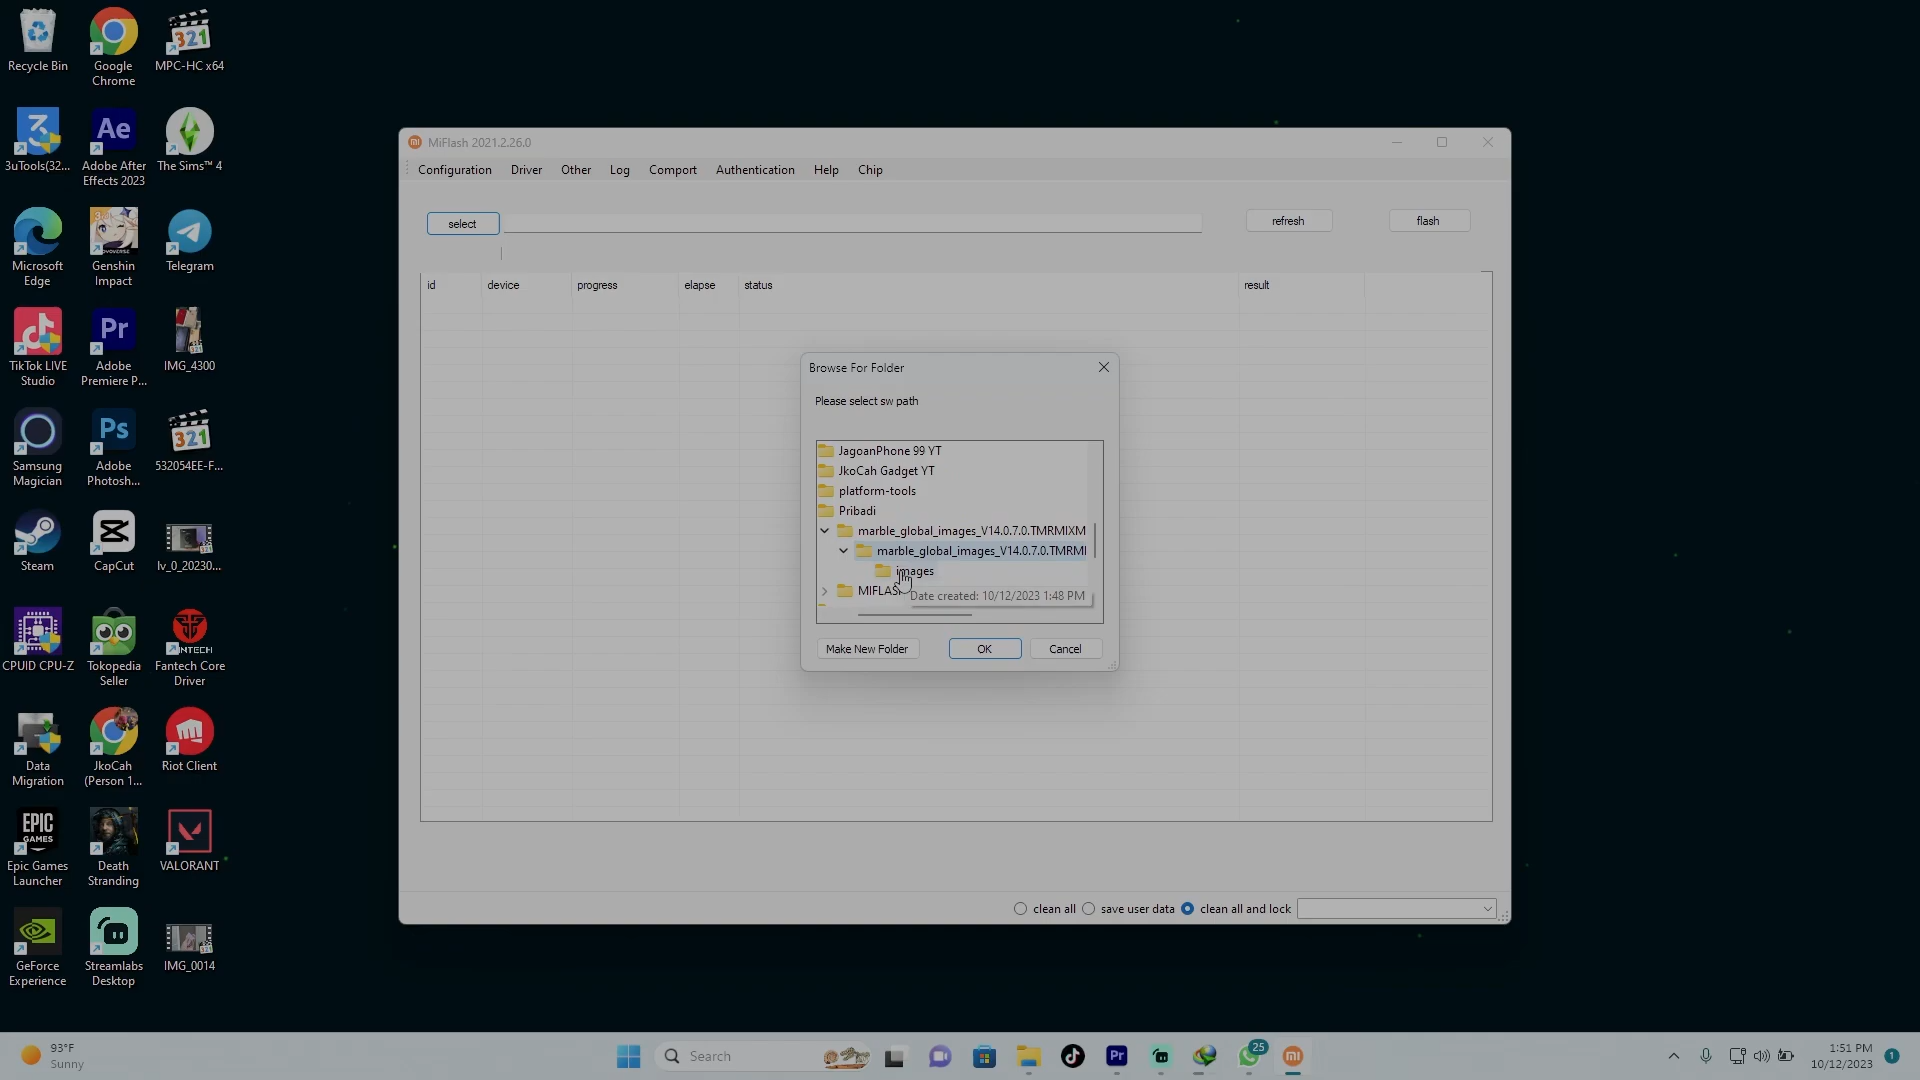 Recycle Bin
Google
Chrome
MPC-HC x64
3uTools(32...
Adobe After
Effects 2023
The Sims™ 4
Microsoft
Edge
Genshin
Impact
Telegram
TikTok LIVE
Studio
Adobe
Premiere P...
IMG_4300
Samsung
Magician
Adobe
Photosh...
532054EE-F...
Steam
CapCut
lv_0_20230...
CPUID CPU-Z
Tokopedia
Seller
Fantech Core
Driver
Data
Migration
JkoCah
(Person 1...
Riot Client
Epic Games
Launcher
Death
Stranding
VALORANT
GeForce
Experience
Streamlabs
Desktop
IMG_0014
MiFlash 2021.2.26.0
Configuration Driver Other Log Comport Authentication Help Chip
select refresh flash
id device progress elapse status result
Browse For Folder
Please select sw path
JagoanPhone 99 YT
JkoCah Gadget YT
platform-tools
Pribadi
marble_global_images_V14.0.7.0.TMRMIXM
marble_global_images_V14.0.7.0.TMRMI
images
MIFLASH
Date created: 10/12/2023 1:48 PM
Make New Folder OK Cancel
clean all save user data clean all and lock
93°F
Sunny
Search
25
1:51 PM
10/12/2023
1